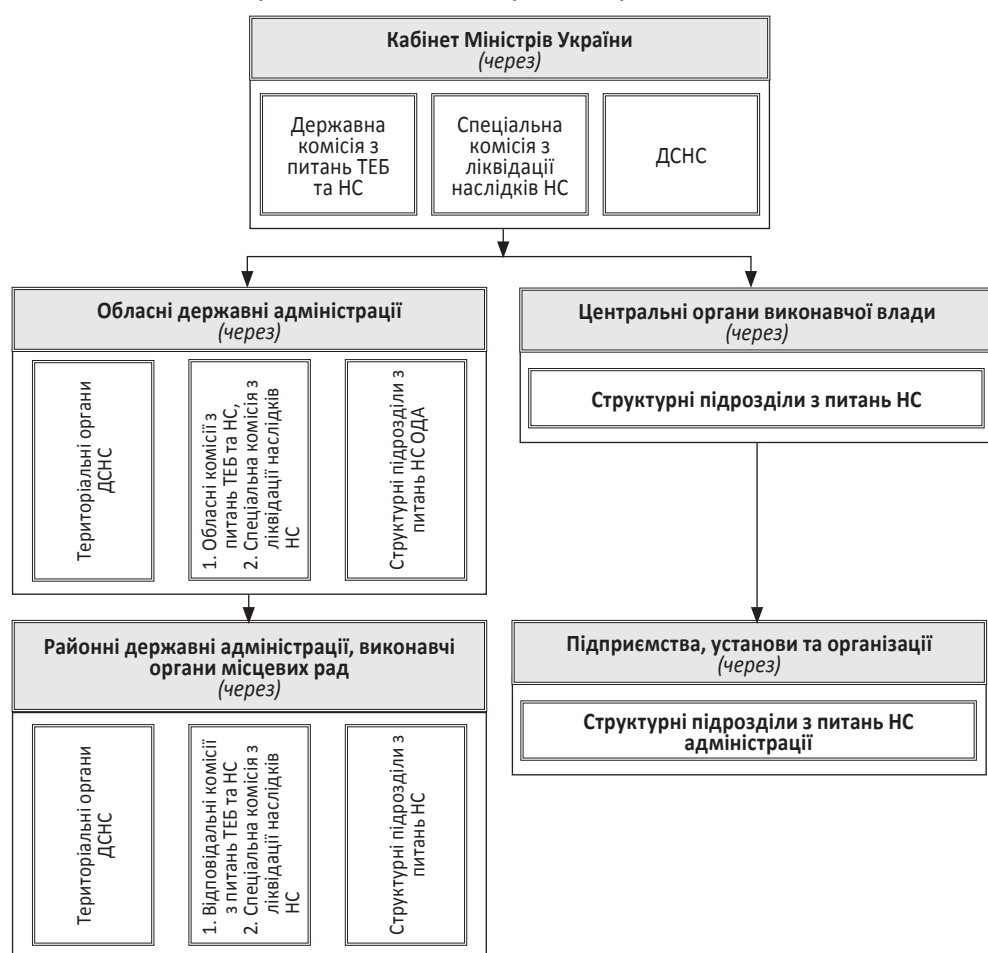 Кабінет Міністрів України
(через)
Державна
комісія з
питань ТЕБ
та НС
Спеціальна
комісія з
ліквідації
наслідків НС
ДСНС
Обласні державні адміністрації
(через)
Територіальні органи
ДСНС
1. Обласні комісії з
питань ТЕБ та НС,
2. Спеціальна комісія з
ліквідації наслідків
НС
Структурні підрозділи з
питань НС ОДА
Центральні органи виконавчої влади
(через)
Структурні підрозділи з питань НС
Районні державні адміністрації, виконавчі
органи місцевих рад
(через)
Територіальні органи
ДСНС
1. Відповідальні комісії
з питань ТЕБ та НС
2. Спеціальна комісія з
ліквідації наслідків
НС
Структурні підрозділи з
питань НС
Підприємства, установи та організації
(через)
Структурні підрозділи з питань НС
адміністрації